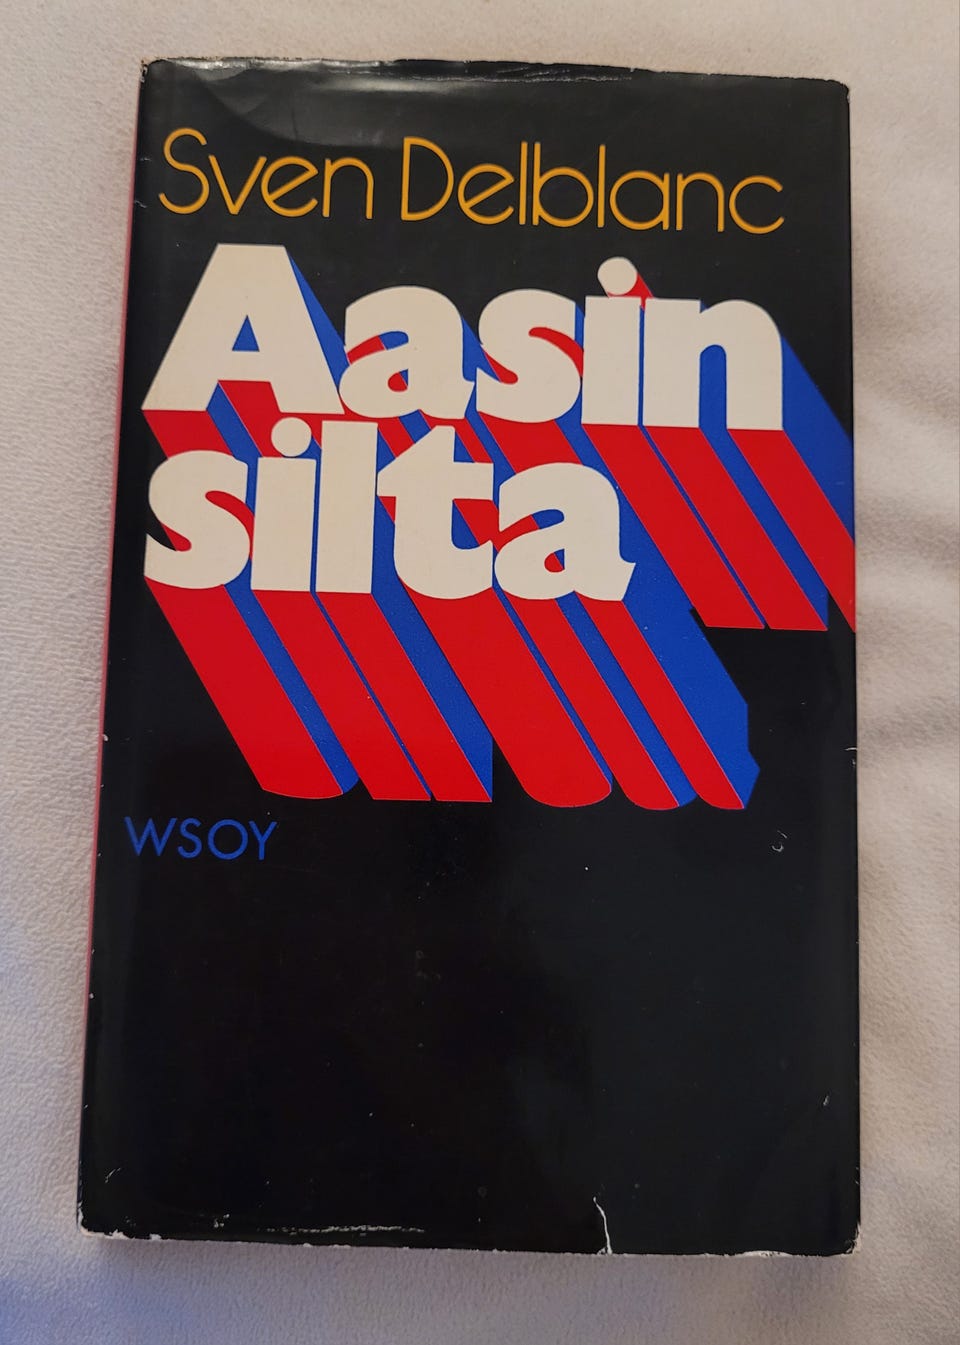 Sven Delblanc
Aasin
silta
WSOY